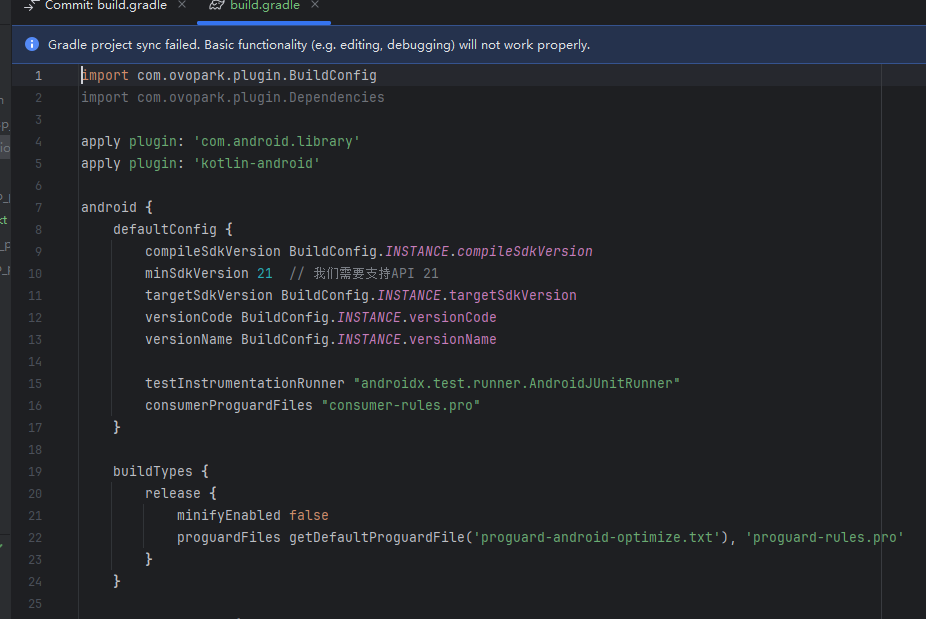 Commit: build.gradle
build.gradle
Gradle project sync failed. Basic functionality (e.g. editing, debugging) will not work properly.
1 import com.ovopark.plugin.BuildConfig
2 import com.ovopark.plugin.Dependencies
3
4 apply plugin: 'com.android.library'
5 apply plugin: 'kotlin-android'
6
7 android {
8 defaultConfig {
9 compileSdkVersion BuildConfig.INSTANCE.compileSdkVersion
10 minSdkVersion 21 // 我们需要支持API 21
11 targetSdkVersion BuildConfig.INSTANCE.targetSdkVersion
12 versionCode BuildConfig.INSTANCE.versionCode
13 versionName BuildConfig.INSTANCE.versionName
14
15 testInstrumentationRunner "androidx.test.runner.AndroidJUnitRunner"
16 consumerProguardFiles "consumer-rules.pro"
17 }
18
19 buildTypes {
20 release {
21 minifyEnabled false
22 proguardFiles getDefaultProguardFile('proguard-android-optimize.txt'), 'proguard-rules.pro'
23 }
24 }
25